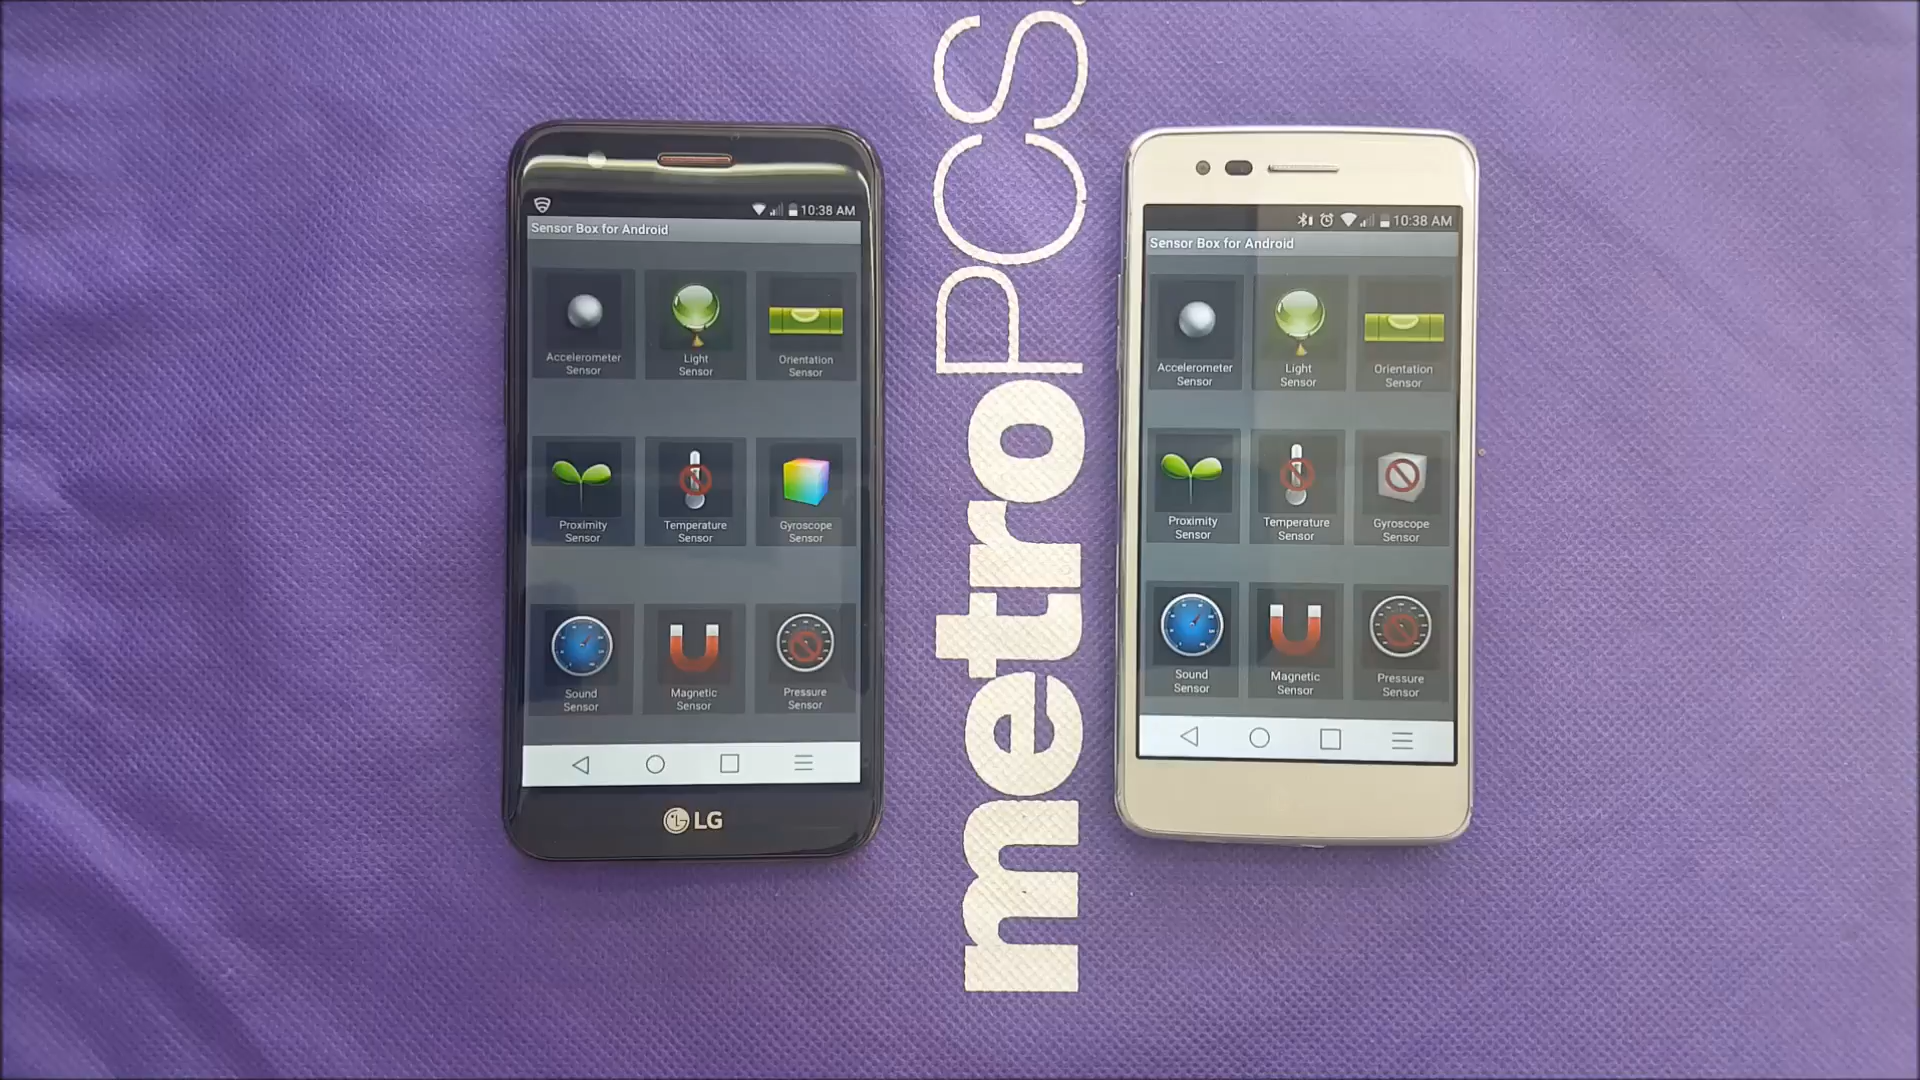 10:38 AM
Sensor Box for Android
Accelerometer
Sensor
Light
Sensor
Orientation
Sensor
Proximity
Sensor
Temperature
Sensor
Gyroscope
Sensor
Sound
Sensor
Magnetic
Sensor
Pressure
Sensor
LG
metroPCS.
10:38 AM
Sensor Box for Android
Accelerometer
Sensor
Light
Sensor
Orientation
Sensor
Proximity
Sensor
Temperature
Sensor
Gyroscope
Sensor
Sound
Sensor
Magnetic
Sensor
Pressure
Sensor